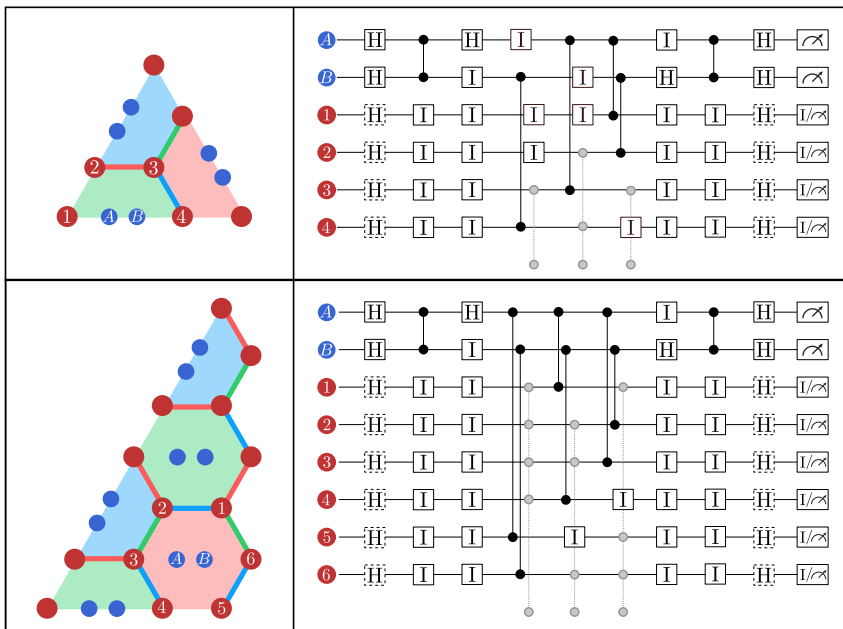 2 3
1 A B 4
A H H I I H
B H I I H H
1 H I I I I I I H I/
2 H I I I I I H I/
3 H I I I I H I/
4 H I I I I I H I/
2 1
3 A B 6
4 5
A H H I H
B H I H H
1 H I I I I H I/
2 H I I I I H I/
3 H I I I I H I/
4 H I I I I I H I/
5 H I I I I I H I/
6 H I I I I H I/